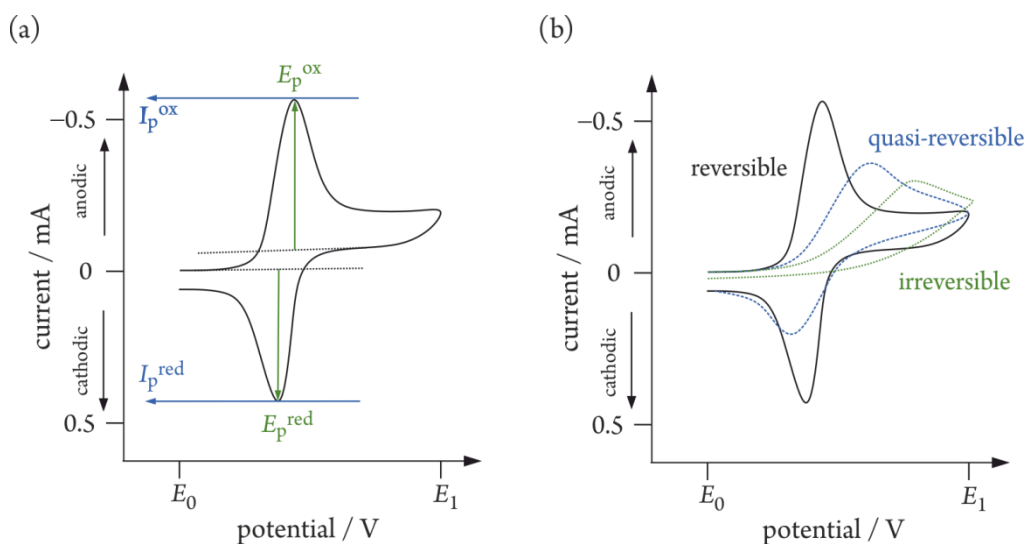 (a)
E_p^ox
I_p^ox
−0.5
anodic
0
current / mA
cathodic
I_p^red
E_p^red
0.5
E_0
E_1
potential / V
(b)
−0.5
quasi-reversible
reversible
anodic
0
irreversible
current / mA
cathodic
0.5
E_0
E_1
potential / V